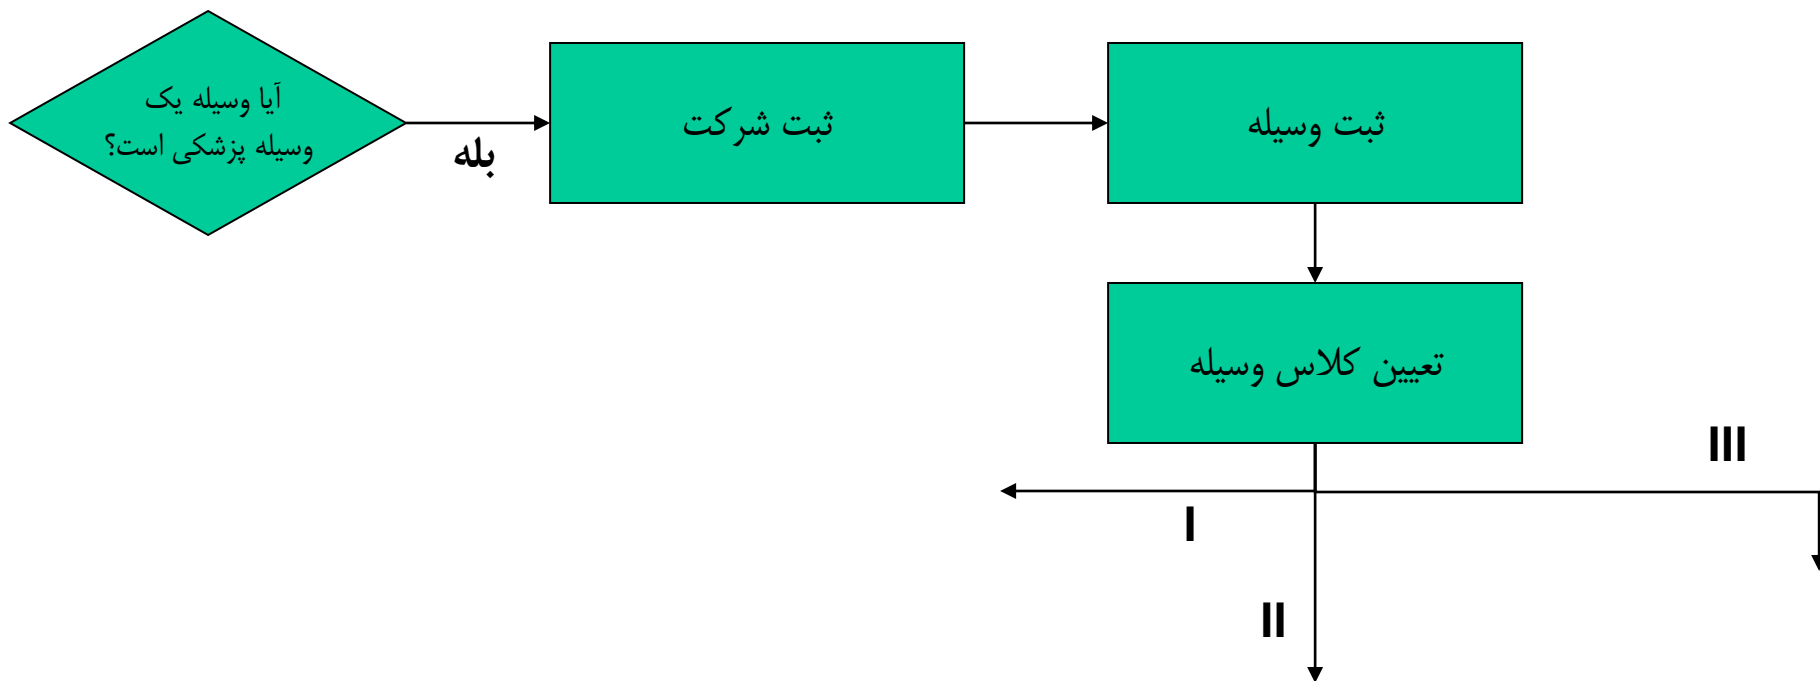 آیا وسیله یک
وسیله پزشکی است؟
بله
ثبت شرکت
ثبت وسیله
تعیین کلاس وسیله
III
I
II